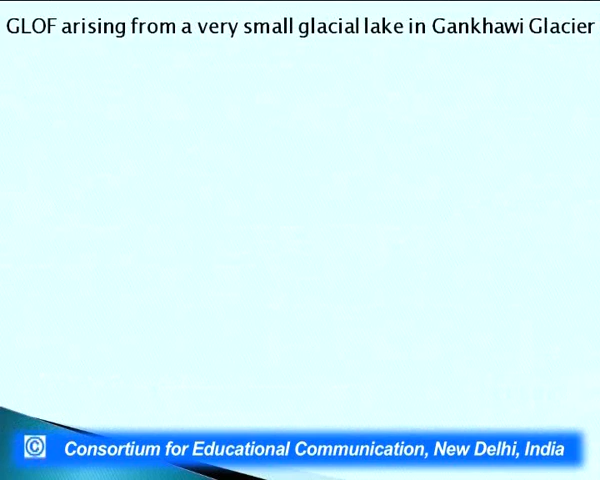 GLOF arising from a very small glacial lake in Gankhawi Glacier
© Consortium for Educational Communication, New Delhi, India